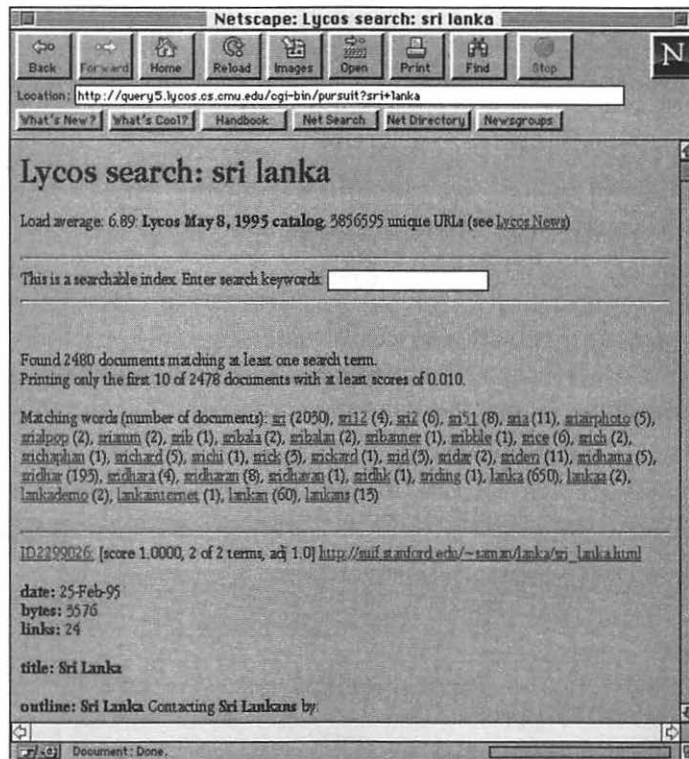 Netscape: Lycos search: sri lanka
Back Forward Home Reload Images Open Print Find Stop
N
Location: http://query5.lycos.cs.cmu.edu/cgi-bin/pursuit?sri+lanka
What's New? What's Cool? Handbook Net Search Net Directory Newsgroups
Lycos search: sri lanka
Load average: 6.89: Lycos May 8, 1995 catalog, 3856595 unique URLs (see Lycos News)
This is a searchable index. Enter search keywords:
Found 2480 documents matching at least one search term.
Printing only the first 10 of 2478 documents with at least scores of 0.010.
Matching words (number of documents): sri (2050), sri12 (4), sri2 (6), sri51 (8), sria (11), sriairphoto (5),
srialpop (2), srianum (2), srib (1), sribala (2), sribalan (2), sribanner (1), sribble (1), srice (6), srich (2),
srichaphan (1), srichard (5), srichi (1), srick (3), srickard (1), srid (3), sridar (2), sriden (11), sridhama (5),
sridhar (195), sridhara (4), sridharan (8), sridhavan (1), sridhk (1), sriding (1), lanka (650), lankaa (2),
lankademo (2), lankainternet (1), lankan (60), lankans (15)
ID2299026: [score 1.0000, 2 of 2 terms, adj 1.0] http://suif.stanford.edu/~saman/lanka/sri_lanka.html
date: 25-Feb-95
bytes: 3576
links: 24
title: Sri Lanka
outline: Sri Lanka Contacting Sri Lankans by:
Document: Done.